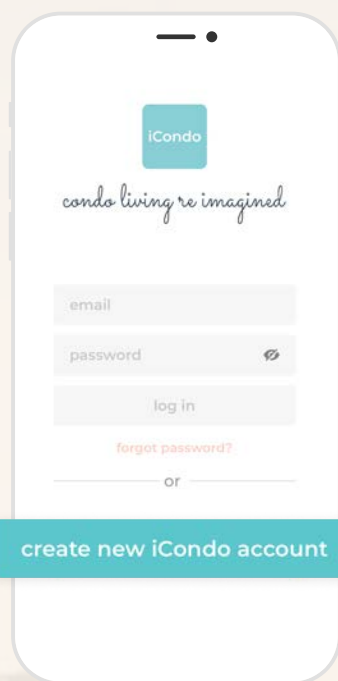 iCondo
condo living re imagined
email
password
log in
forgot password?
or
create new iCondo account